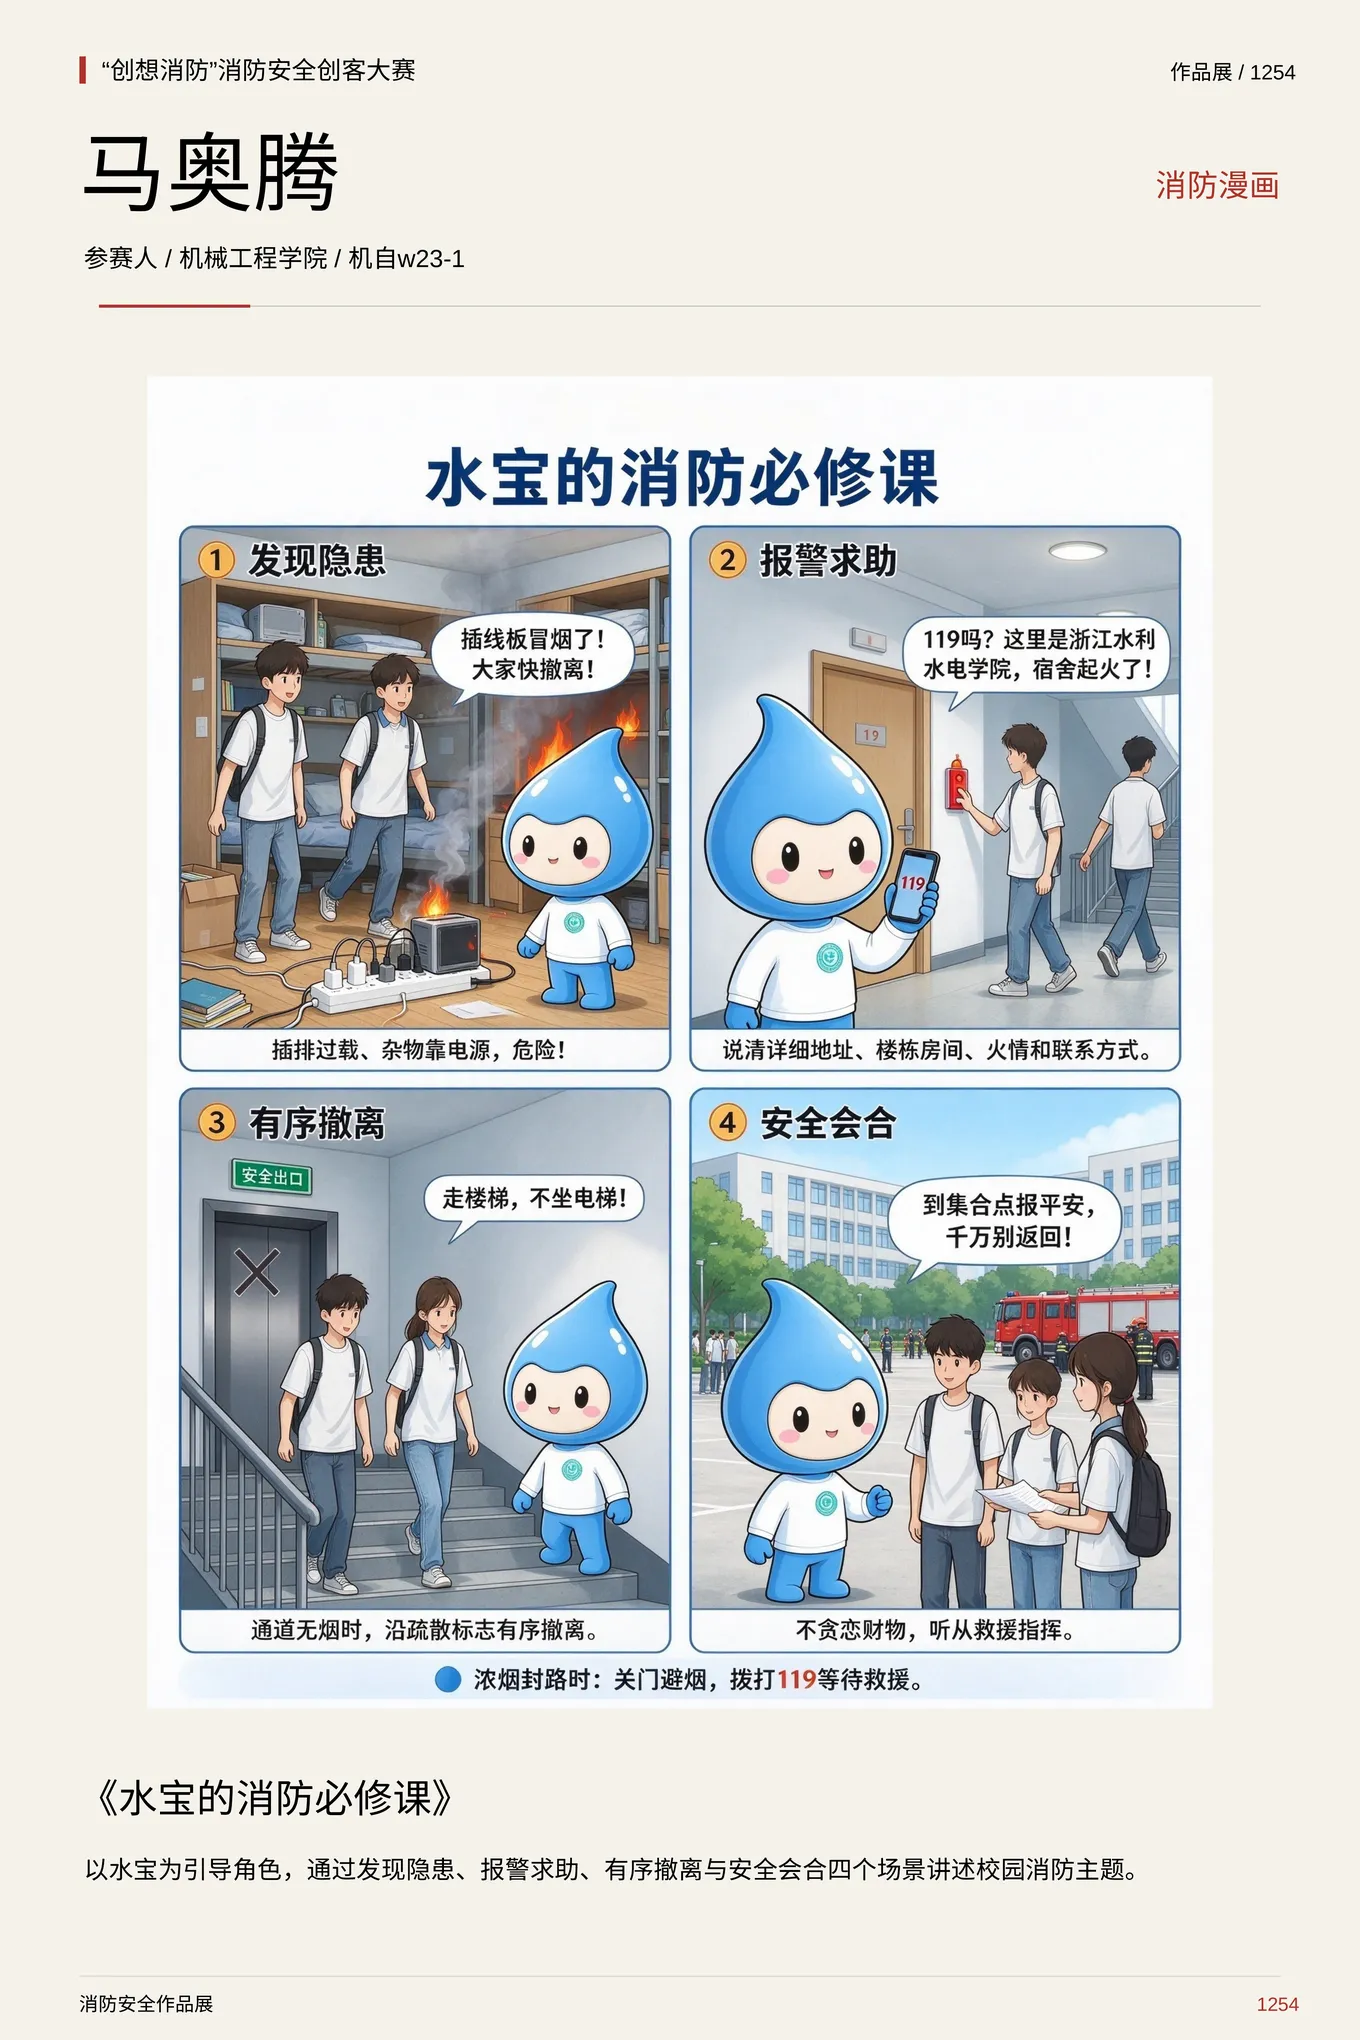 “创想消防”消防安全创客大赛
作品展 / 1254
马奥腾
消防漫画
参赛人 / 机械工程学院 / 机自w23-1
水宝的消防必修课
1 发现隐患
插线板冒烟了！
大家快撤离！
插排过载、杂物靠电源，危险！
2 报警求助
119吗？这里是浙江水利
水电学院，宿舍起火了！
19
119
说清详细地址、楼栋房间、火情和联系方式。
3 有序撤离
安全出口
走楼梯，不坐电梯！
通道无烟时，沿疏散标志有序撤离。
4 安全会合
到集合点报平安，
千万别返回！
不贪恋财物，听从救援指挥。
浓烟封路时：关门避烟，拨打119等待救援。
《水宝的消防必修课》
以水宝为引导角色，通过发现隐患、报警求助、有序撤离与安全会合四个场景讲述校园消防主题。
消防安全作品展
1254